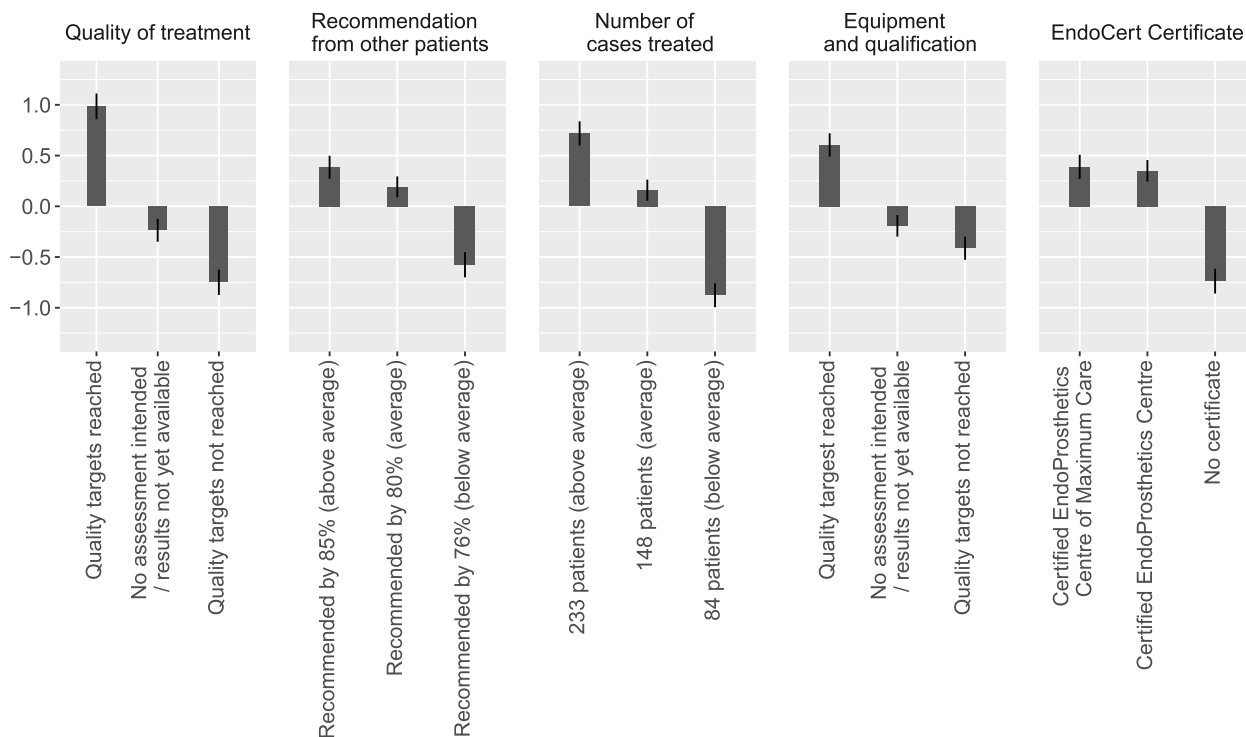 Quality of treatment
Recommendation
from other patients
Number of
cases treated
Equipment
and qualification
EndoCert Certificate
1.0
0.5
0.0
−0.5
−1.0
Quality targets reached
No assessment intended
/ results not yet available
Quality targets not reached
Recommended by 85% (above average)
Recommended by 80% (average)
Recommended by 76% (below average)
233 patients (above average)
148 patients (average)
84 patients (below average)
Quality targest reached
No assessment intended
/ results not yet available
Quality targets not reached
Certified EndoProsthetics
Centre of Maximum Care)
Certified EndoProsthetics Centre
No certificate